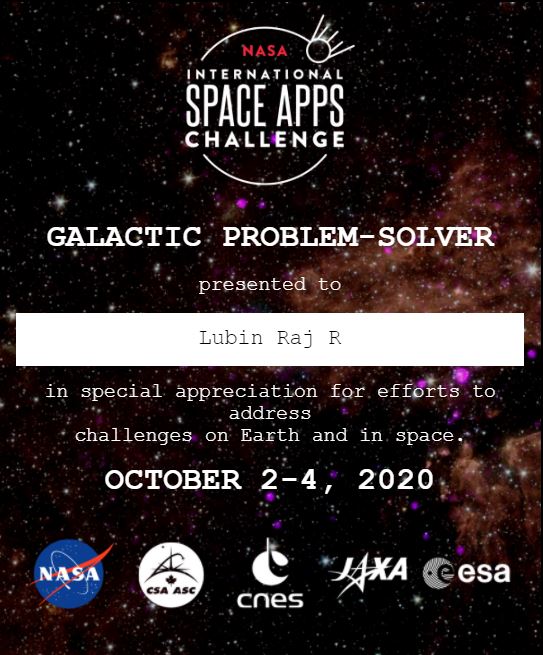 NASA
INTERNATIONAL
SPACE APPS
CHALLENGE
GALACTIC PROBLEM-SOLVER
presented to
Lubin Raj R
in special appreciation for efforts to
address
challenges on Earth and in space.
OCTOBER 2-4, 2020
NASA
CSA ASC
cnes
JAXA
esa